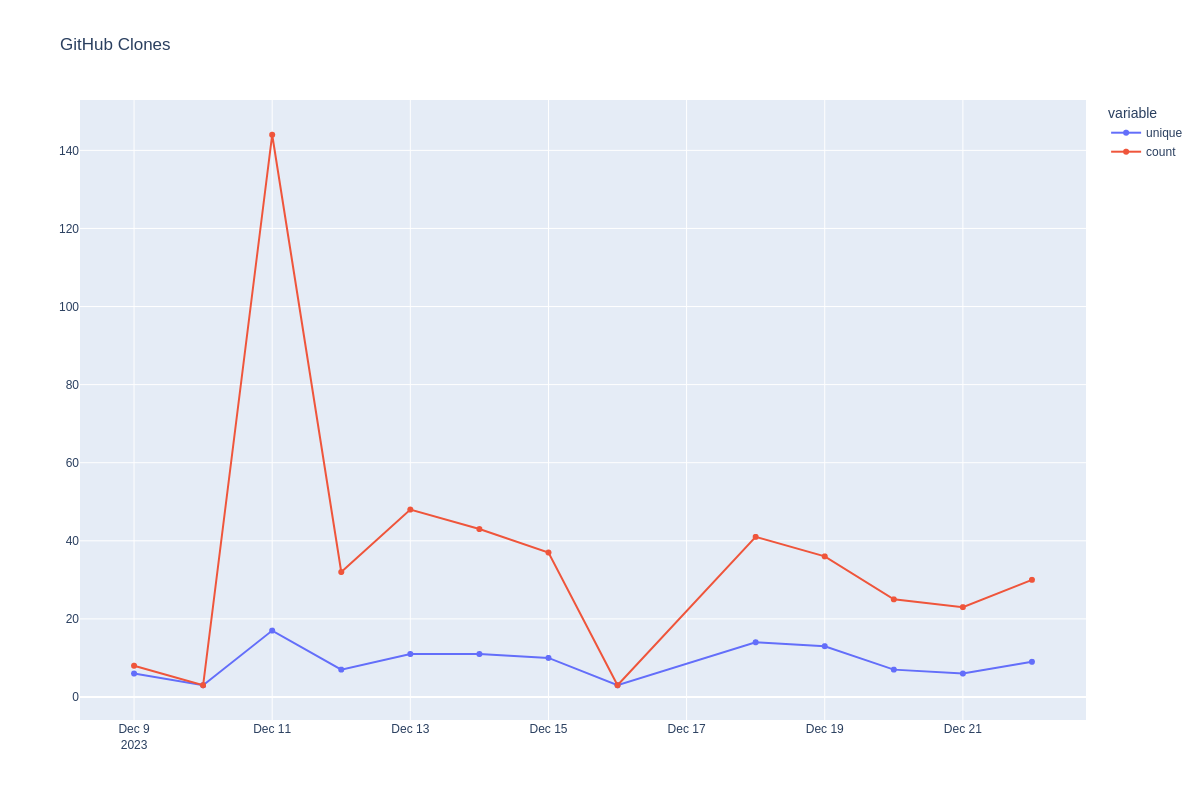 GitHub Clones
variable
unique
count
140
120
100
80
60
40
20
0
Dec 9
2023
Dec 11
Dec 13
Dec 15
Dec 17
Dec 19
Dec 21